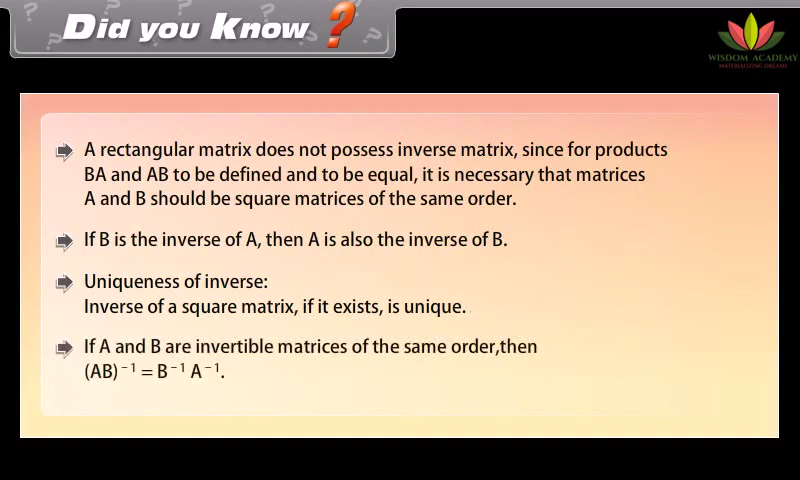 Did you Know ?
WISDOM ACADEMY
MATERIALIZING DREAMS
A rectangular matrix does not possess inverse matrix, since for products
BA and AB to be defined and to be equal, it is necessary that matrices
A and B should be square matrices of the same order.
If B is the inverse of A, then A is also the inverse of B.
Uniqueness of inverse:
Inverse of a square matrix, if it exists, is unique.
If A and B are invertible matrices of the same order,then
(AB)⁻¹ = B⁻¹ A⁻¹.